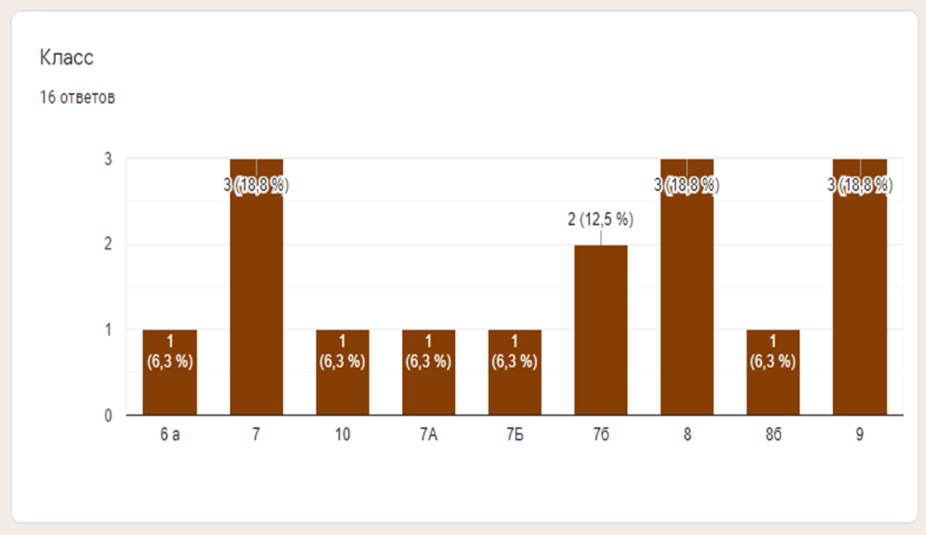 Класс
16 ответов
3
2
1
0
1
(6,3 %)
3 (18,8 %)
1
(6,3 %)
1
(6,3 %)
1
(6,3 %)
2 (12,5 %)
3 (18,8 %)
1
(6,3 %)
3 (18,8 %)
6 а
7
10
7А
7Б
7б
8
8б
9